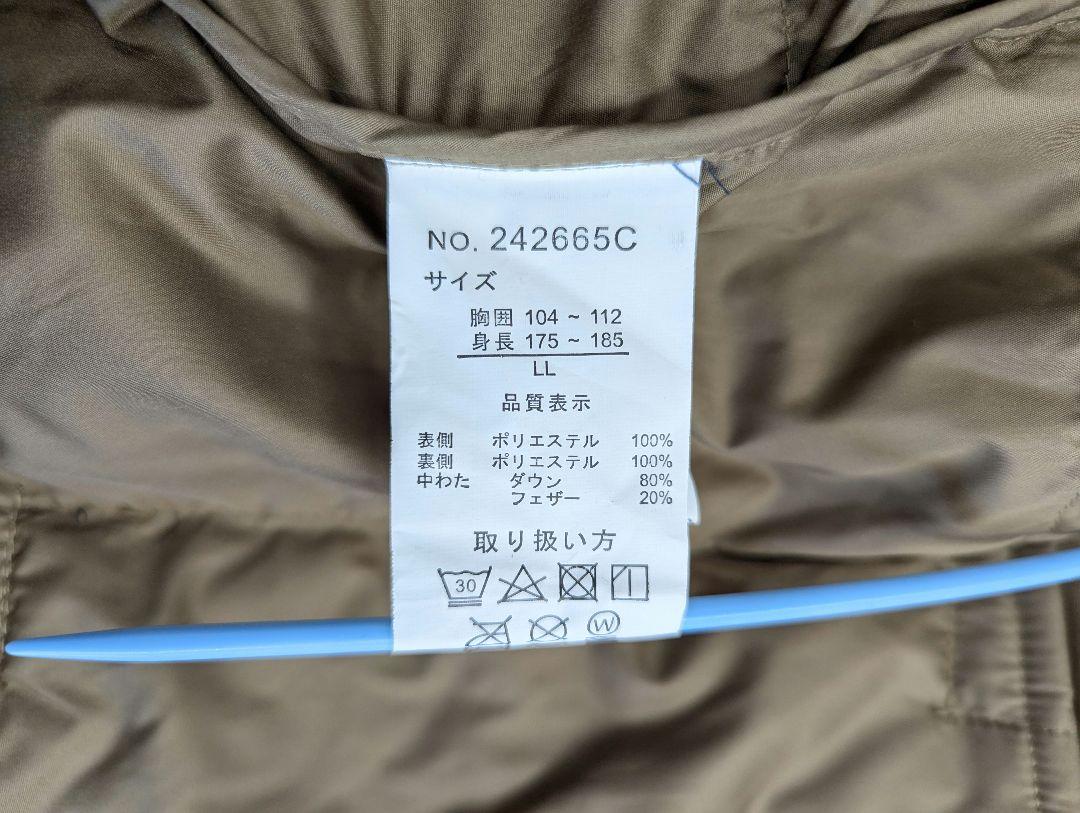 NO. 242665C
サイズ
胸囲 104 ~ 112
身長 175 ~ 185
LL
品質表示
表側 ポリエステル 100%
裏側 ポリエステル 100%
中わた ダウン 80%
フェザー 20%
取り扱い方
30
W